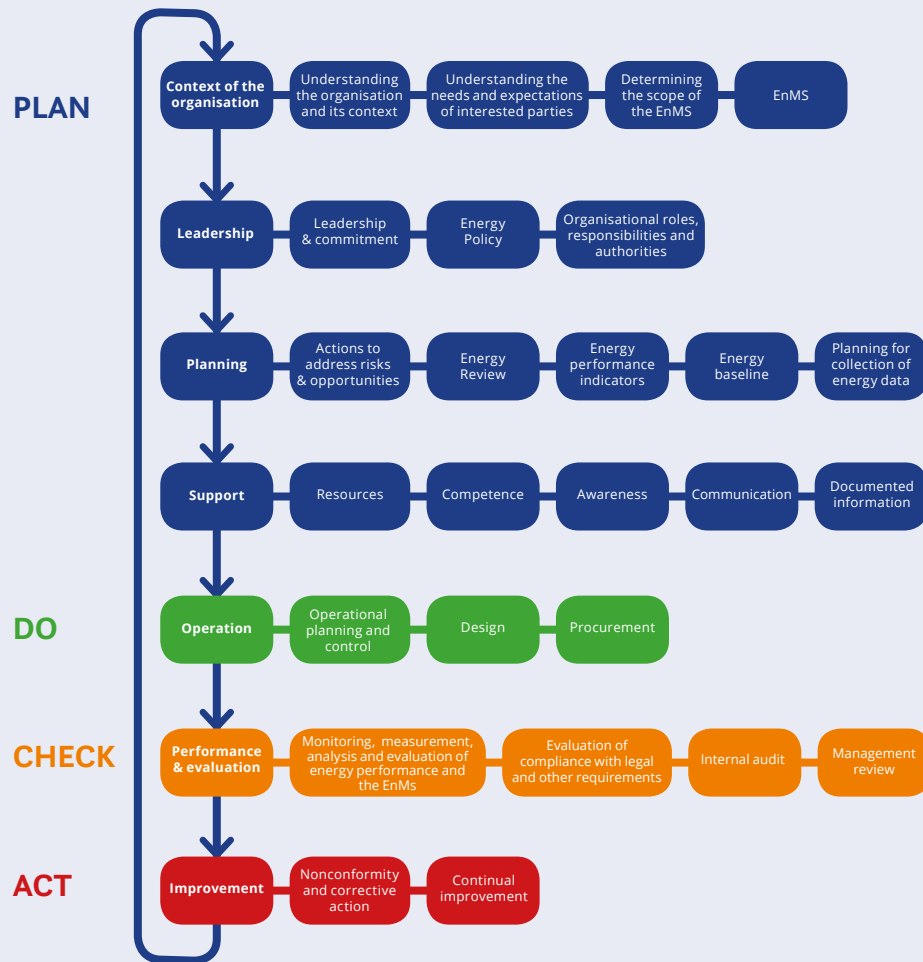 PLAN
Context of the
organisation
Understanding
the organisation
and its context
Understanding the
needs and expectations
of interested parties
Determining
the scope of
the EnMS
EnMS
Leadership
Leadership
& commitment
Energy
Policy
Organisational roles,
responsibilities and
authorities
Planning
Actions to
address risks
& opportunities
Energy
Review
Energy
performance
indicators
Energy
baseline
Planning for
collection of
energy data
Support
Resources
Competence
Awareness
Communication
Documented
information
DO
Operation
Operational
planning and
control
Design
Procurement
CHECK
Performance
& evaluation
Monitoring, measurement,
analysis and evaluation of
energy performance and
the EnMs
Evaluation of
compliance with legal
and other requirements
Internal audit
Management
review
ACT
Improvement
Nonconformity
and corrective
action
Continual
improvement